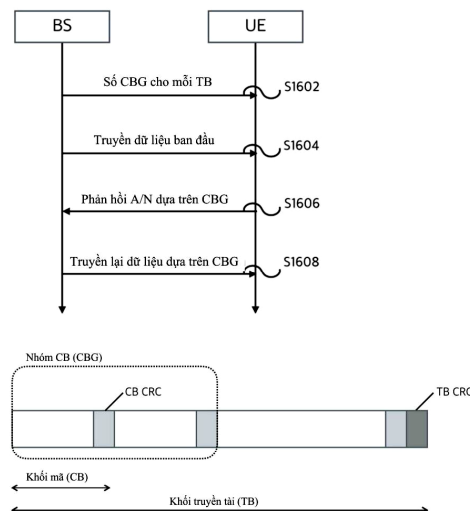 BS
UE
Số CBG cho mỗi TB
S1602
Truyền dữ liệu ban đầu
S1604
Phản hồi A/N dựa trên CBG
S1606
Truyền lại dữ liệu dựa trên CBG
S1608
Nhóm CB (CBG)
CB CRC
TB CRC
Khối mã (CB)
Khối truyền tải (TB)